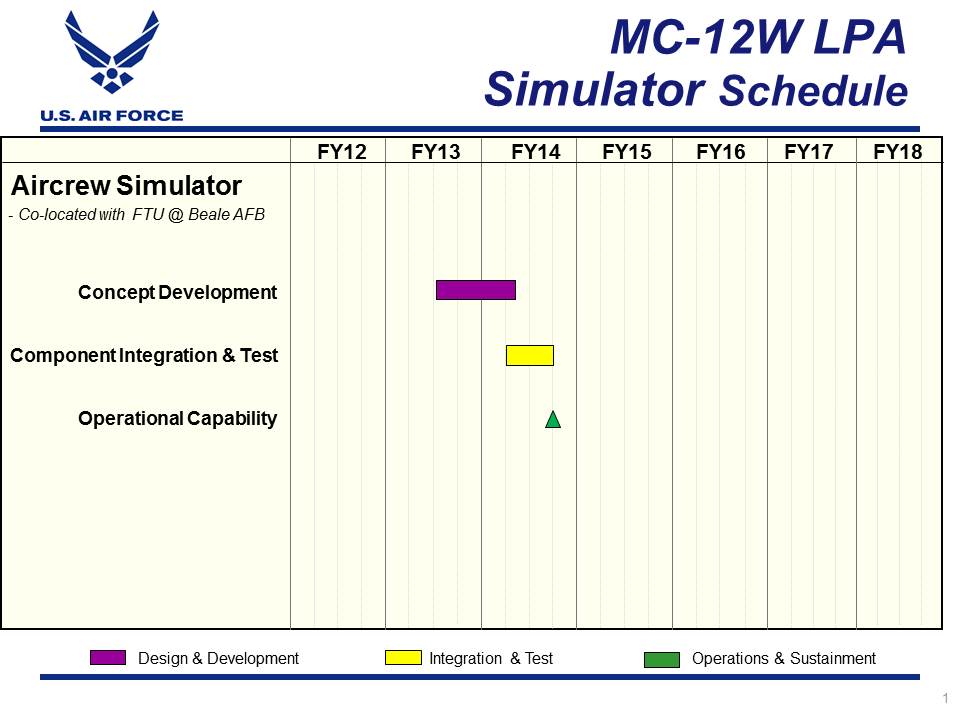 MC-12W LPA
Simulator Schedule
U.S. AIR FORCE
FY12 FY13 FY14 FY15 FY16 FY17 FY18
Aircrew Simulator
- Co-located with FTU @ Beale AFB
Concept Development
Component Integration & Test
Operational Capability
Design & Development Integration & Test Operations & Sustainment
1